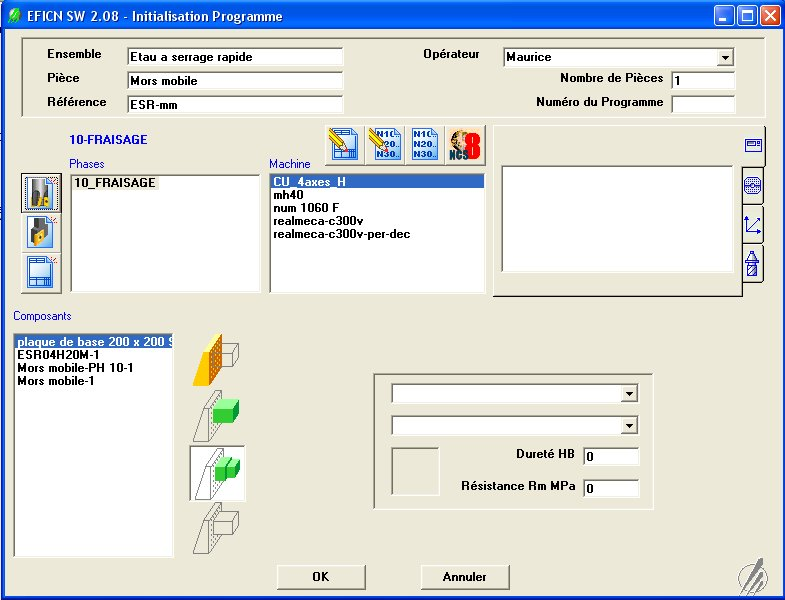 EFICN SW 2.08 - Initialisation Programme
Ensemble
Etau a serrage rapide
Opérateur
Maurice
Pièce
Mors mobile
Nombre de Pièces
1
Référence
ESR-mm
Numéro du Programme
10-FRAISAGE
N10
N20..
N30..
N10
N20..
N30..
NC
8
Phases
Machine
10_FRAISAGE
CU_4axes_H
mh40
num 1060 F
realmeca-c300v
realmeca-c300v-per-dec
Composants
plaque de base 200 x 200 S
ESR04H20M-1
Mors mobile-PH 10-1
Mors mobile-1
Dureté HB
0
Résistance Rm MPa
0
OK
Annuler